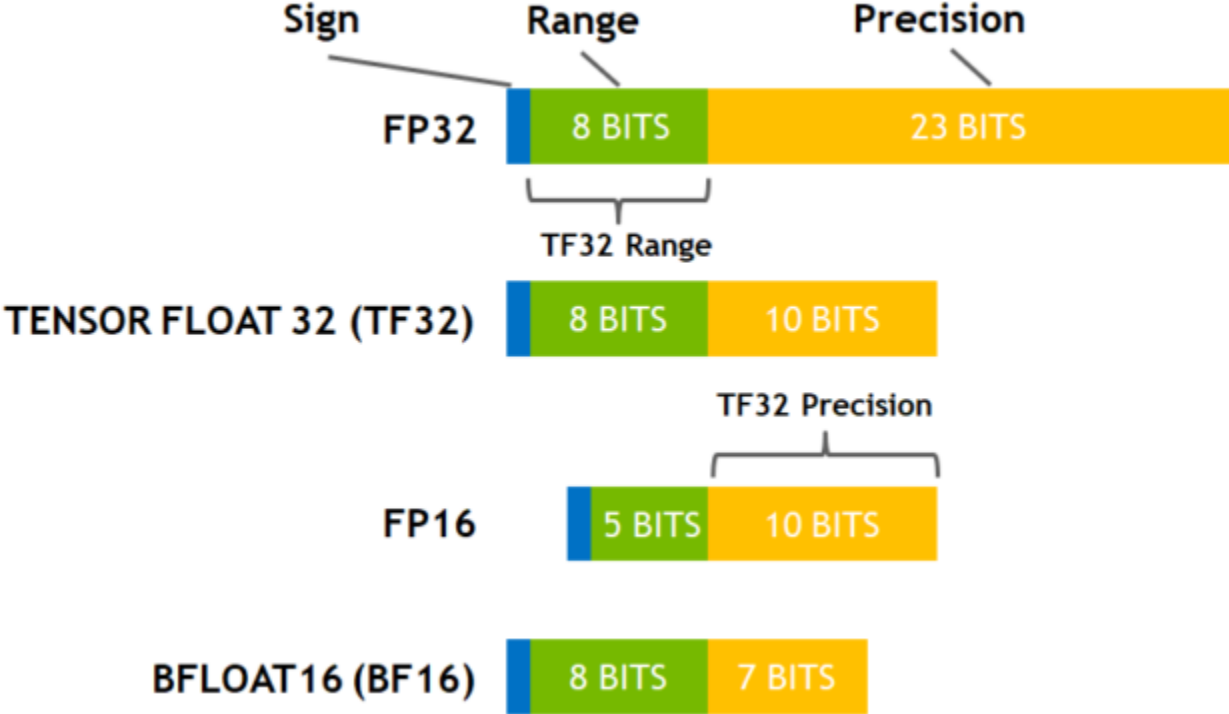 Sign Range Precision
FP32 8 BITS 23 BITS
TF32 Range
TENSOR FLOAT 32 (TF32) 8 BITS 10 BITS
TF32 Precision
FP16 5 BITS 10 BITS
BFLOAT16 (BF16) 8 BITS 7 BITS